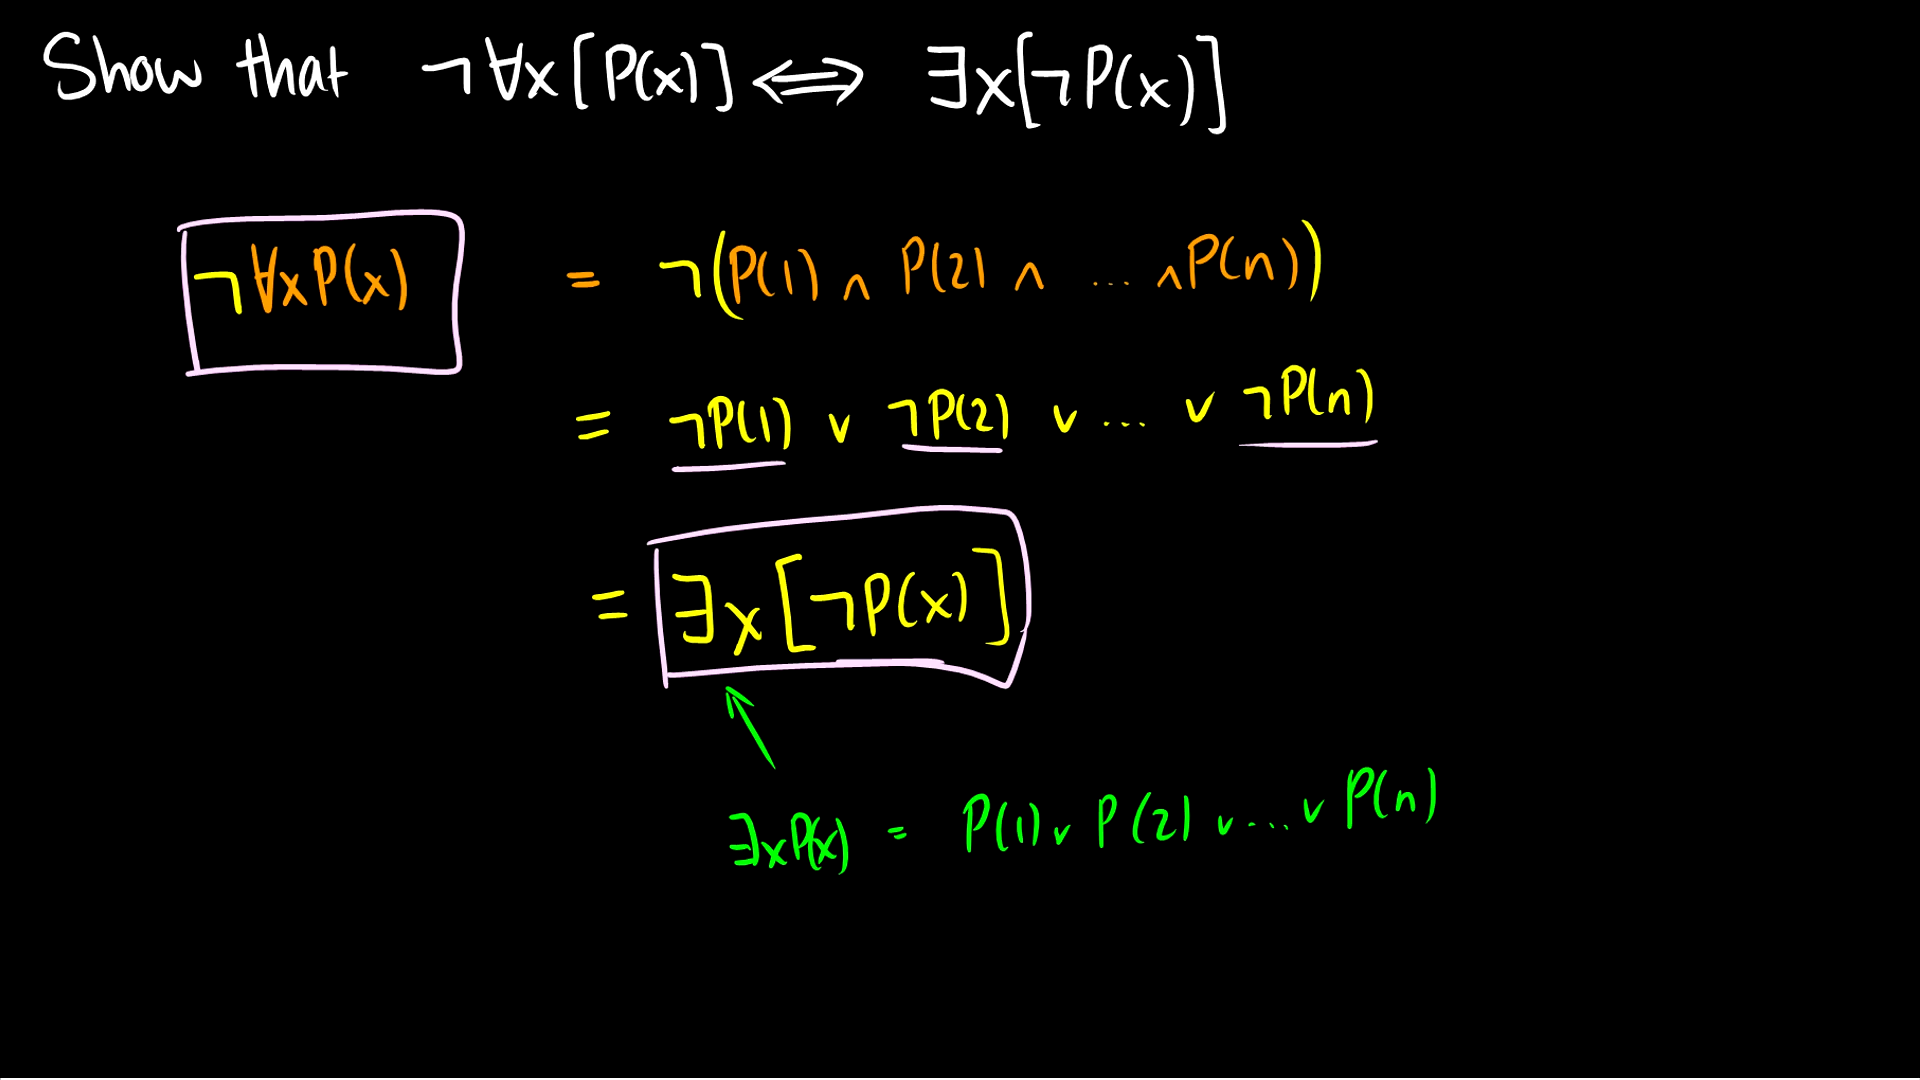 Show that ¬∀x[P(x)] ⟺ ∃x[¬P(x)]
¬∀xP(x) = ¬(P(1) ∧ P(2) ∧ ... ∧P(n))
= ¬P(1) ∨ ¬P(2) ∨ ... ∨ ¬P(n)
= ∃x[¬P(x)]
∃xP(x) = P(1) ∨ P(2) ∨ ... ∨ P(n)